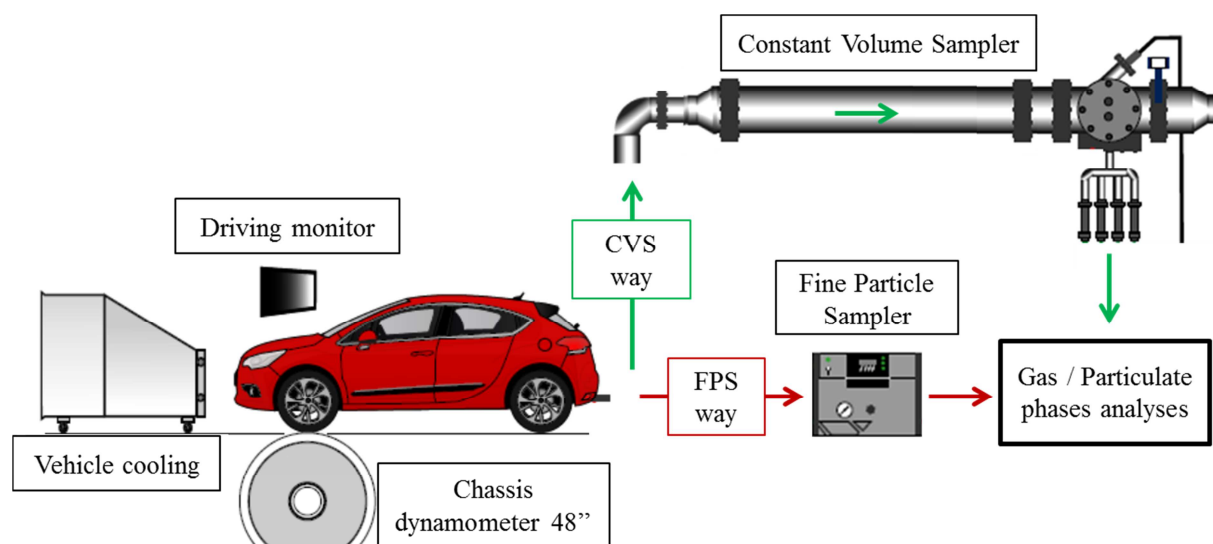 Constant Volume Sampler
Driving monitor
CVS
way
Fine Particle
Sampler
FPS
way
Gas / Particulate
phases analyses
Vehicle cooling
Chassis
dynamometer 48”